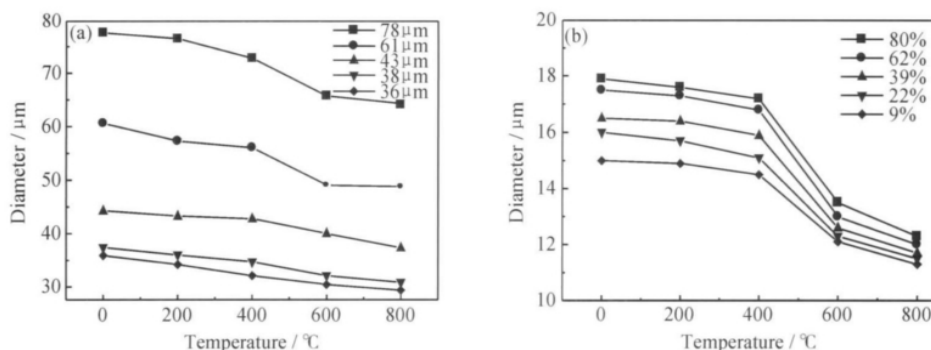 80
(a)
78μm
61μm
43μm
38μm
36μm
70
60
50
40
30
Diameter / μm
0 200 400 600 800
Temperature / ℃
20
(b)
80%
62%
39%
22%
9%
18
16
14
12
10
Diameter / μm
0 200 400 600 800
Temperature / ℃